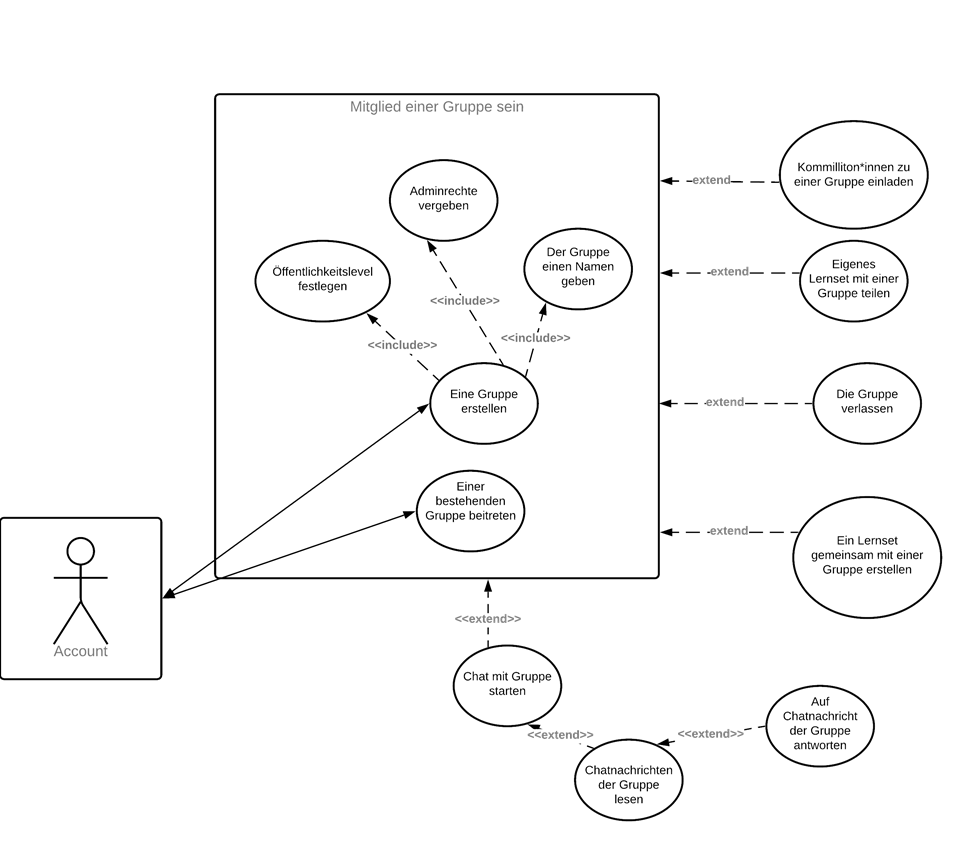 Mitglied einer Gruppe sein
Adminrechte
vergeben
Öffentlichkeitslevel
festlegen
Der Gruppe
einen Namen
geben
<<include>>
<<include>>
<<include>>
Eine Gruppe
erstellen
Einer
bestehenden
Gruppe beitreten
Account
extend
Kommilliton*innen zu
einer Gruppe einladen
extend
Eigenes
Lernset mit einer
Gruppe teilen
extend
Die Gruppe
verlassen
extend
Ein Lernset
gemeinsam mit einer
Gruppe erstellen
<<extend>>
Chat mit Gruppe
starten
<<extend>>
Chatnachrichten
der Gruppe
lesen
<<extend>>
Auf
Chatnachricht
der Gruppe
antworten